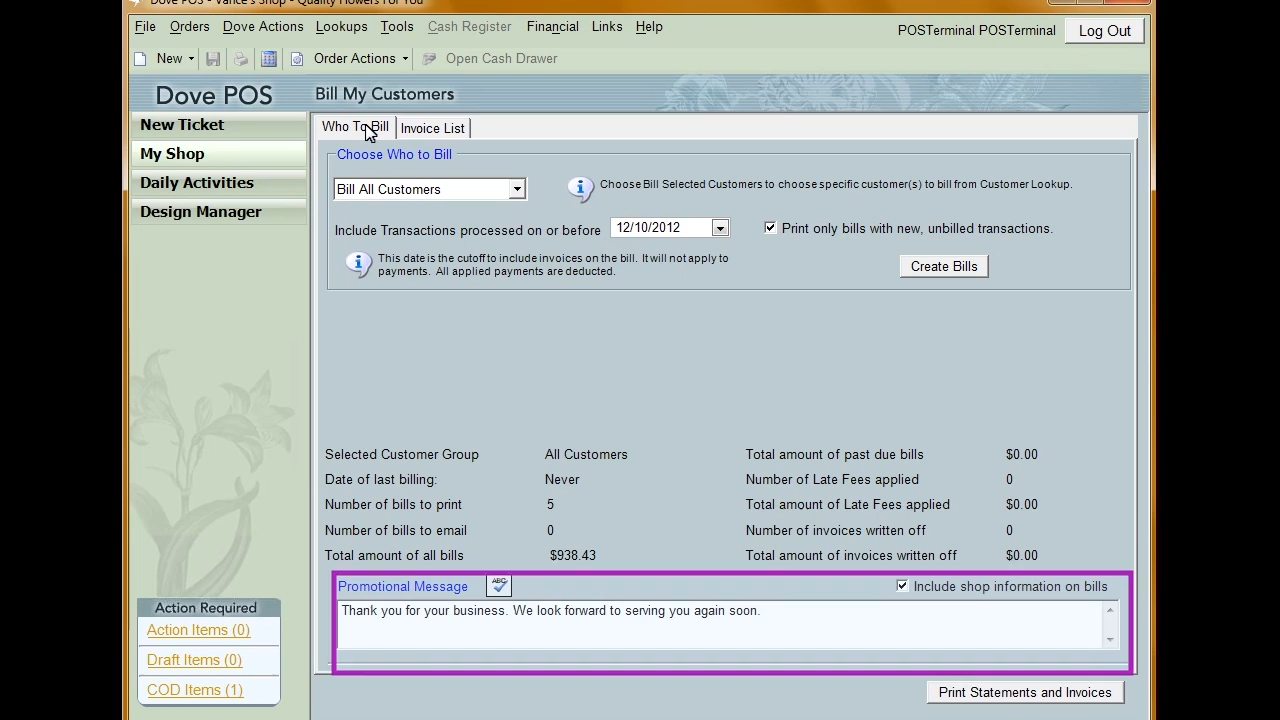 Dove POS - Vance's Shop - Quality Flowers For You
File Orders Dove Actions Lookups Tools Cash Register Financial Links Help
POSTerminal POSTerminal Log Out
New Order Actions Open Cash Drawer
Dove POS Bill My Customers
New Ticket
My Shop
Daily Activities
Design Manager
Who To Bill Invoice List
Choose Who to Bill
Bill All Customers
Choose Bill Selected Customers to choose specific customer(s) to bill from Customer Lookup.
Include Transactions processed on or before 12/10/2012 Print only bills with new, unbilled transactions.
This date is the cutoff to include invoices on the bill. It will not apply to
payments. All applied payments are deducted.
Create Bills
Selected Customer Group All Customers Total amount of past due bills $0.00
Date of last billing: Never Number of Late Fees applied 0
Number of bills to print 5 Total amount of Late Fees applied $0.00
Number of bills to email 0 Number of invoices written off 0
Total amount of all bills $938.43 Total amount of invoices written off $0.00
Promotional Message ABC Include shop information on bills
Thank you for your business. We look forward to serving you again soon.
Action Required
Action Items (0)
Draft Items (0)
COD Items (1)
Print Statements and Invoices